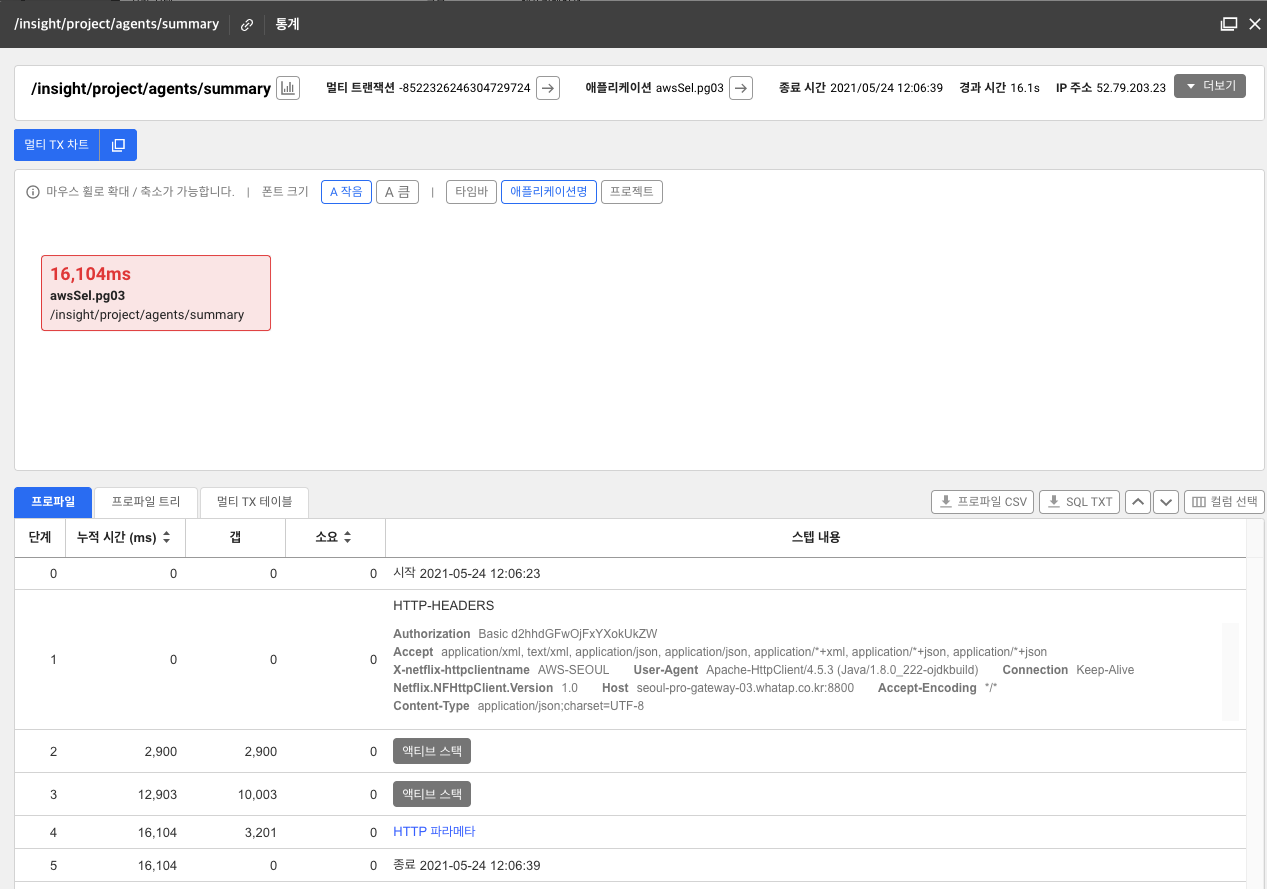 /insight/project/agents/summary 통계
/insight/project/agents/summary 멀티 트랜잭션 -8522326246304729724 애플리케이션 awsSel.pg03 종료 시간 2021/05/24 12:06:39 경과 시간 16.1s IP 주소 52.79.203.23 더보기
멀티 TX 차트
마우스 휠로 확대 / 축소가 가능합니다. | 폰트 크기 A 작음 A 큼 | 타임바 애플리케이션명 프로젝트
16,104ms
awsSel.pg03
/insight/project/agents/summary
프로파일 프로파일 트리 멀티 TX 테이블 프로파일 CSV SQL TXT 컬럼 선택
단계 누적 시간 (ms) 갭 소요 스텝 내용
0 0 0 0 시작 2021-05-24 12:06:23
HTTP-HEADERS
Authorization Basic d2hhdGFwOjFxYXokUkZW
Accept application/xml, text/xml, application/json, application/json, application/*+xml, application/*+json, application/*+json
1 0 0 0 X-netflix-httpclientname AWS-SEOUL User-Agent Apache-HttpClient/4.5.3 (Java/1.8.0_222-ojdkbuild) Connection Keep-Alive
Netflix.NFHttpClient.Version 1.0 Host seoul-pro-gateway-03.whatap.co.kr:8800 Accept-Encoding */*
Content-Type application/json;charset=UTF-8
2 2,900 2,900 0 액티브 스택
3 12,903 10,003 0 액티브 스택
4 16,104 3,201 0 HTTP 파라메타
5 16,104 0 0 종료 2021-05-24 12:06:39